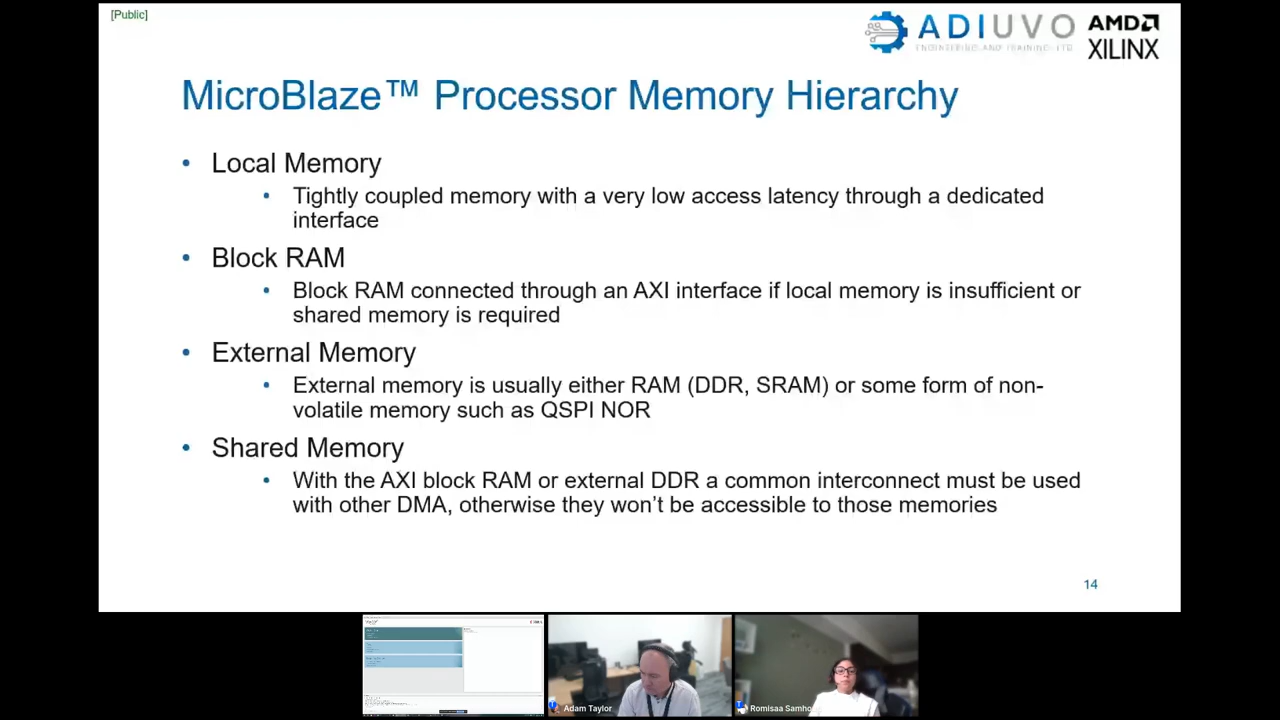 [Public]
ADIUVO
ENGINEERING AND TRAINING LTD
AMD
XILINX
MicroBlaze™ Processor Memory Hierarchy
• Local Memory
• Tightly coupled memory with a very low access latency through a dedicated
interface
• Block RAM
• Block RAM connected through an AXI interface if local memory is insufficient or
shared memory is required
• External Memory
• External memory is usually either RAM (DDR, SRAM) or some form of non-
volatile memory such as QSPI NOR
• Shared Memory
• With the AXI block RAM or external DDR a common interconnect must be used
with other DMA, otherwise they won't be accessible to those memories
14
Adam Taylor
Romisaa Samho...